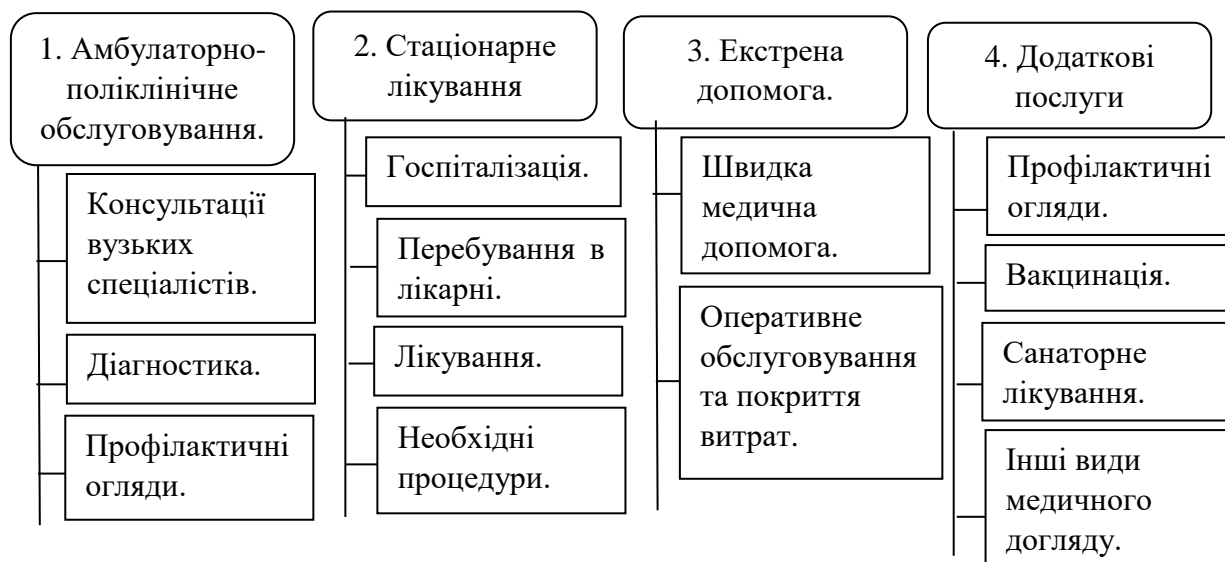 1. Амбулаторно-
поліклінічне
обслуговування.
Консультації
вузьких
спеціалістів.
Діагностика.
Профілактичні
огляди.
2. Стаціонарне
лікування
Госпіталізація.
Перебування в
лікарні.
Лікування.
Необхідні
процедури.
3. Екстрена
допомога.
Швидка
медична
допомога.
Оперативне
обслуговування
та покриття
витрат.
4. Додаткові
послуги
Профілактичні
огляди.
Вакцинація.
Санаторне
лікування.
Інші види
медичного
догляду.